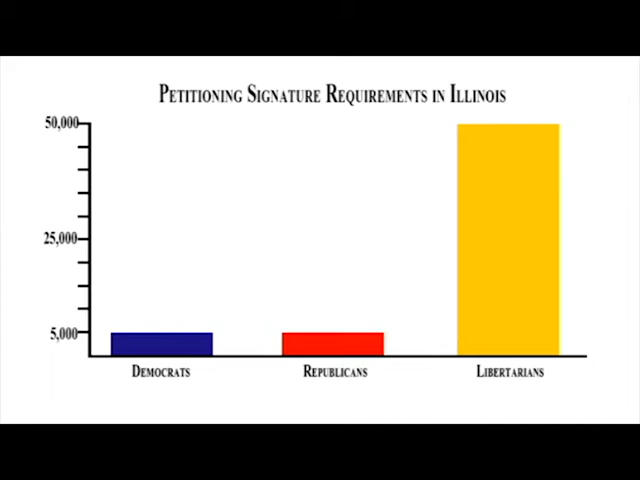 Petitioning Signature Requirements in Illinois
50,000
25,000
5,000
Democrats
Republicans
Libertarians